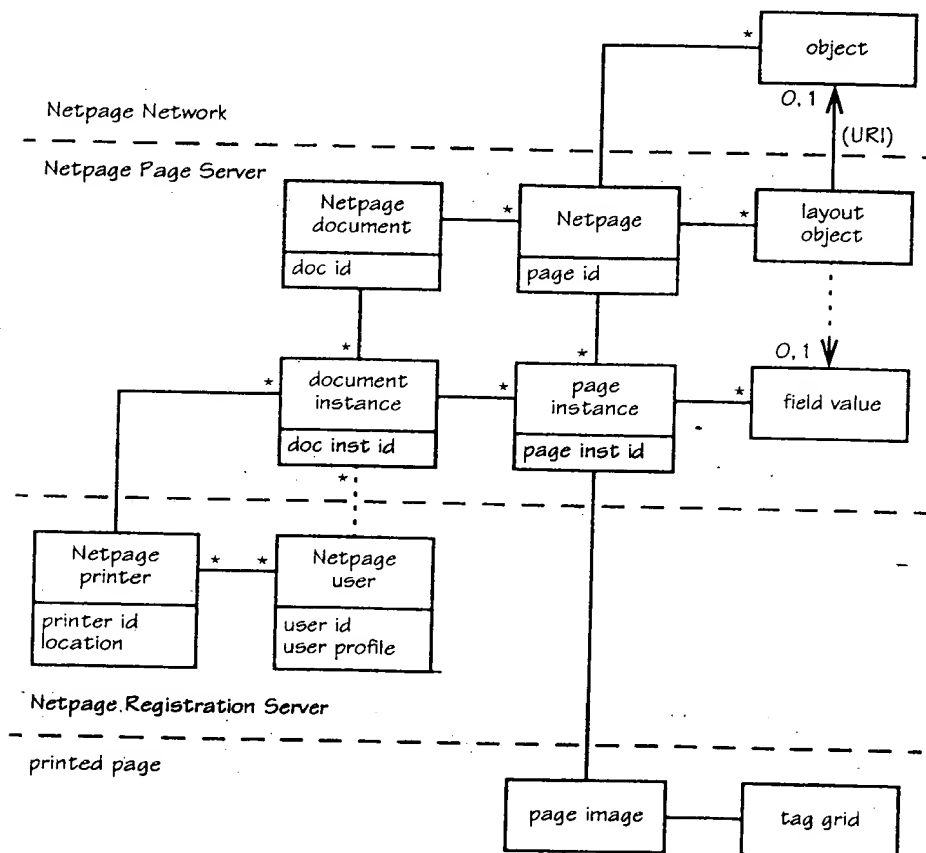 *
object
Netpage Network
0, 1
(URI)
Netpage Page Server
Netpage
document
doc id
*
Netpage
page id
*
layout
object
*
*
0, 1
*
document
instance
doc inst id
*
page
instance
page inst id
*
field value
*
Netpage
printer
printer id
location
*
*
Netpage
user
user id
user profile
Netpage Registration Server
printed page
page image
tag grid